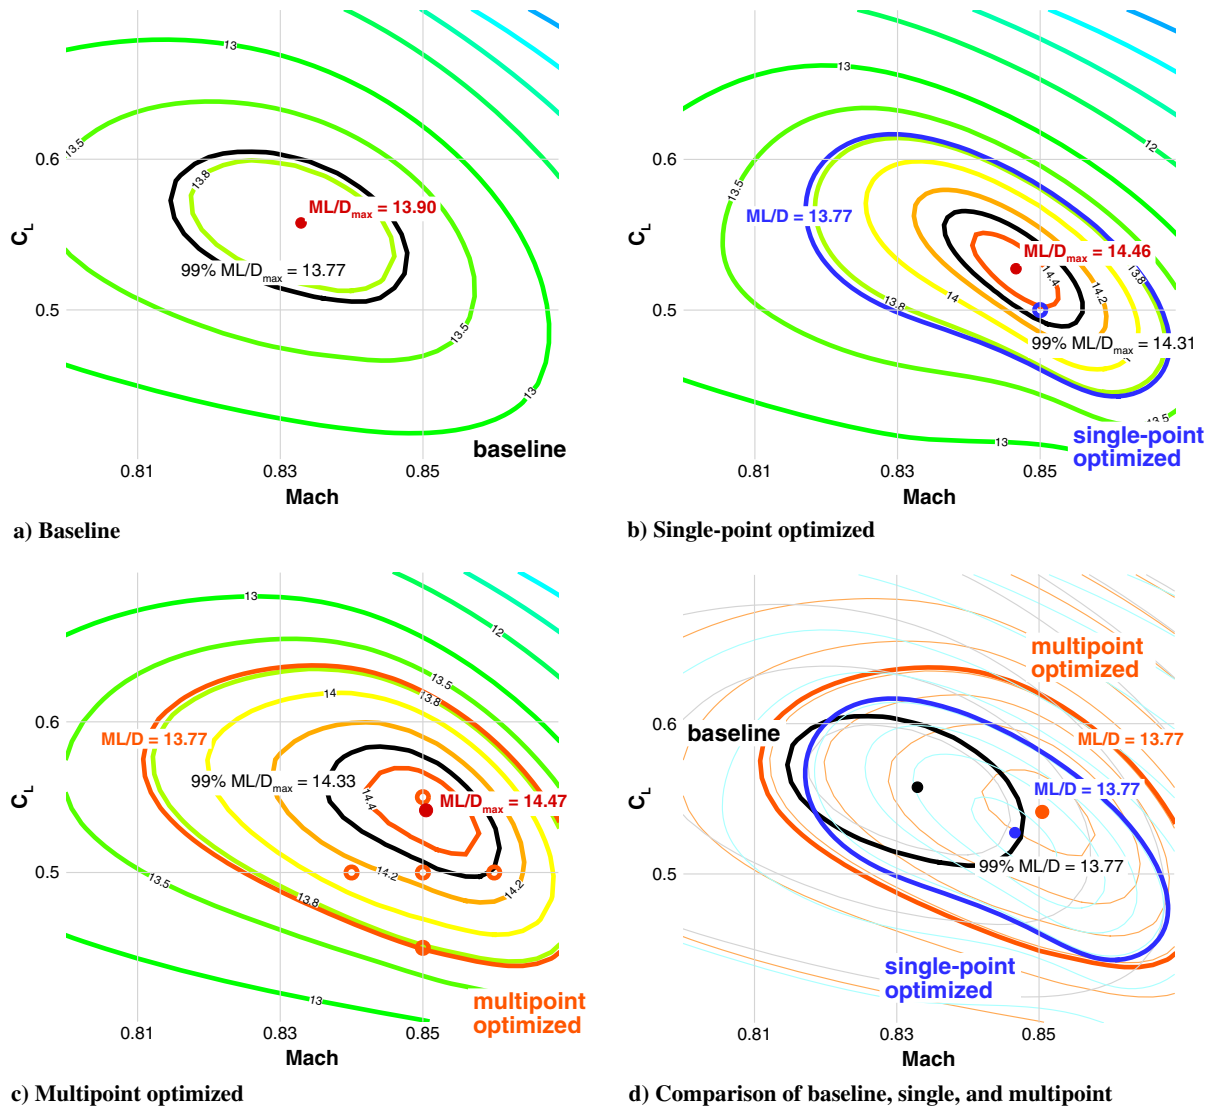 13
13.5
0.6
13.8
ML/Dmax = 13.90
CL
99% ML/Dmax = 13.77
0.5
13.5
13
baseline
0.81
0.83
0.85
Mach
a) Baseline
13
12
0.6
13.5
ML/D = 13.77
CL
ML/Dmax = 14.46
13.8
14.4
14
14.2
13.8
0.5
99% ML/Dmax = 14.31
13.5
13
single-point
optimized
0.81
0.83
0.85
Mach
b) Single-point optimized
13
12
13.5
14
13.8
0.6
ML/D = 13.77
99% ML/Dmax = 14.33
CL
14.4
ML/Dmax = 14.47
0.5
13.5
14.2
14.2
13.8
13
multipoint
optimized
0.81
0.83
0.85
Mach
c) Multipoint optimized
multipoint
optimized
0.6
baseline
ML/D = 13.77
CL
ML/D = 13.77
99% ML/D = 13.77
0.5
single-point
optimized
0.81
0.83
0.85
Mach
d) Comparison of baseline, single, and multipoint